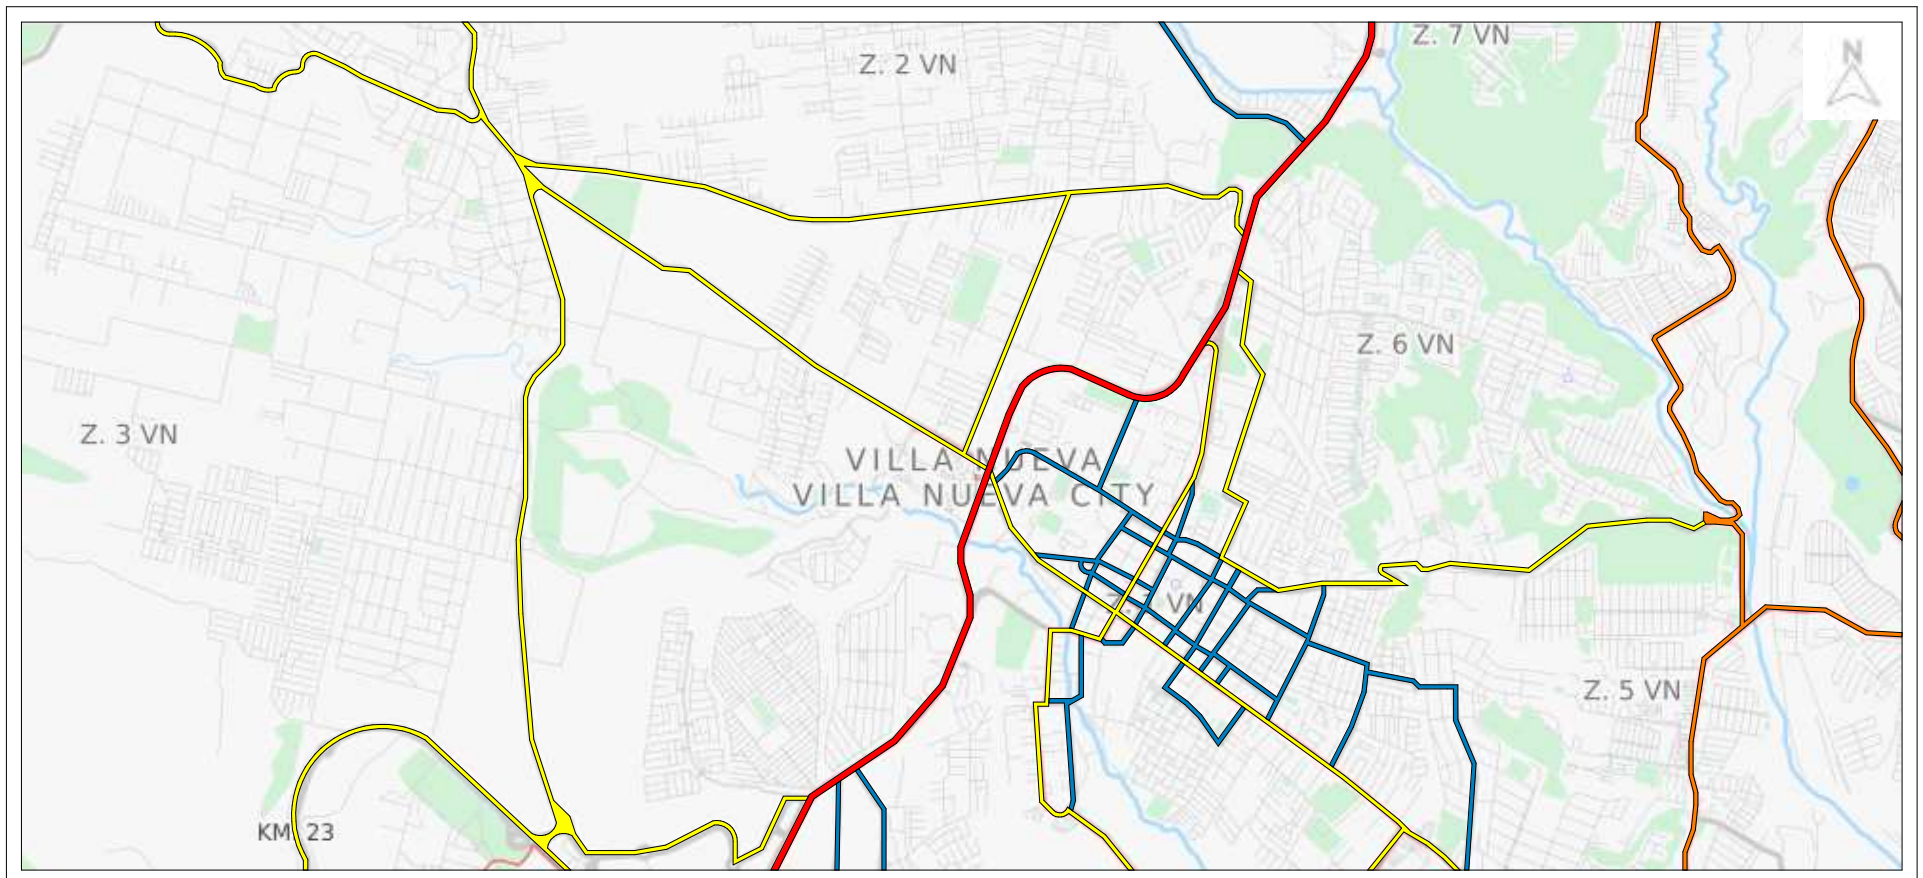 Z. 7 VN
Z. 2 VN
N
Z. 6 VN
Z. 3 VN
VILLA NUEVA
VILLA NUEVA CITY
VN
Z. 5 VN
KM. 23